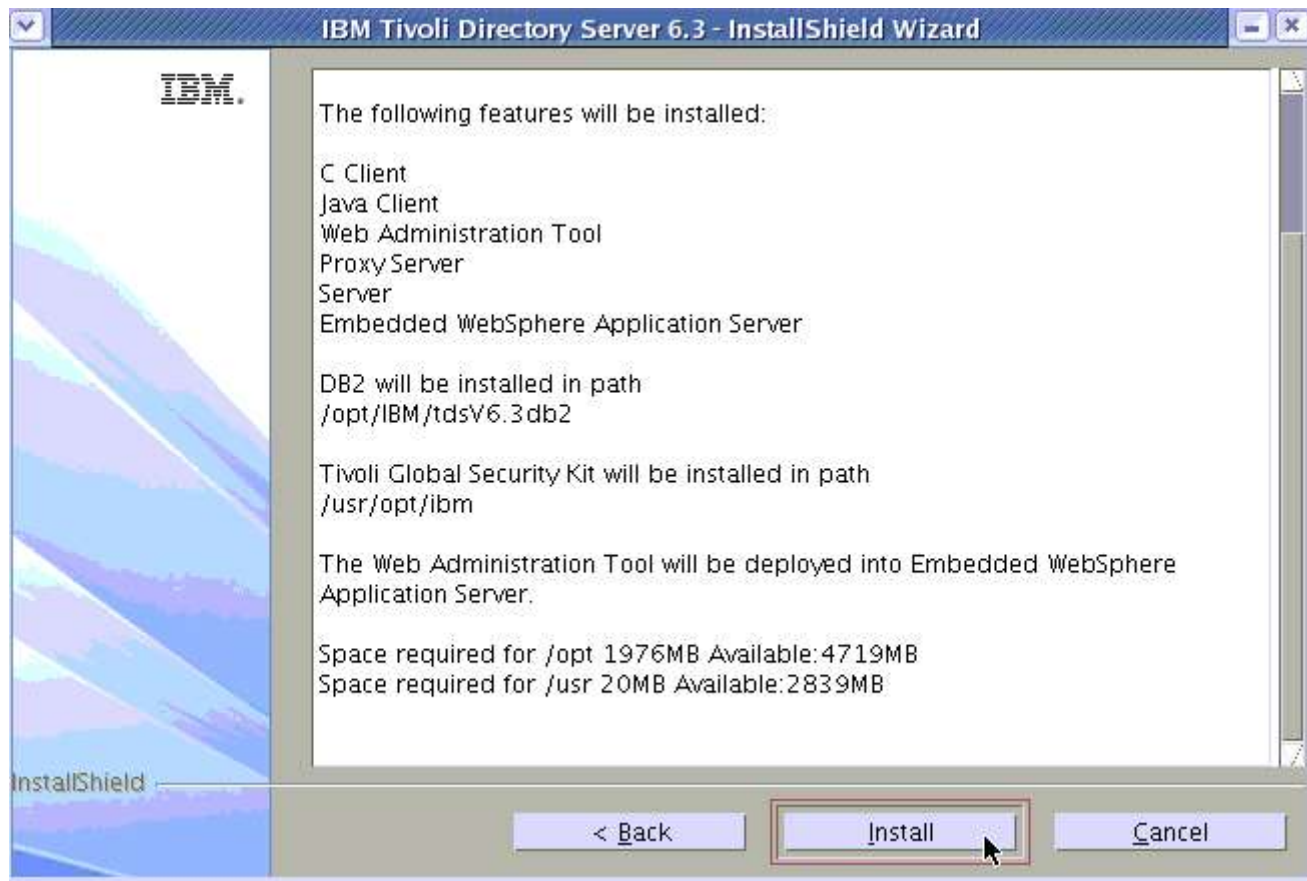 IBM Tivoli Directory Server 6.3 - InstallShield Wizard
IBM.
The following features will be installed:
C Client
Java Client
Web Administration Tool
Proxy Server
Server
Embedded WebSphere Application Server
DB2 will be installed in path
/opt/IBM/tdsV6.3db2
Tivoli Global Security Kit will be installed in path
/usr/opt/ibm
The Web Administration Tool will be deployed into Embedded WebSphere
Application Server.
Space required for /opt 1976MB Available:4719MB
Space required for /usr 20MB Available:2839MB
InstallShield
< Back
Install
Cancel